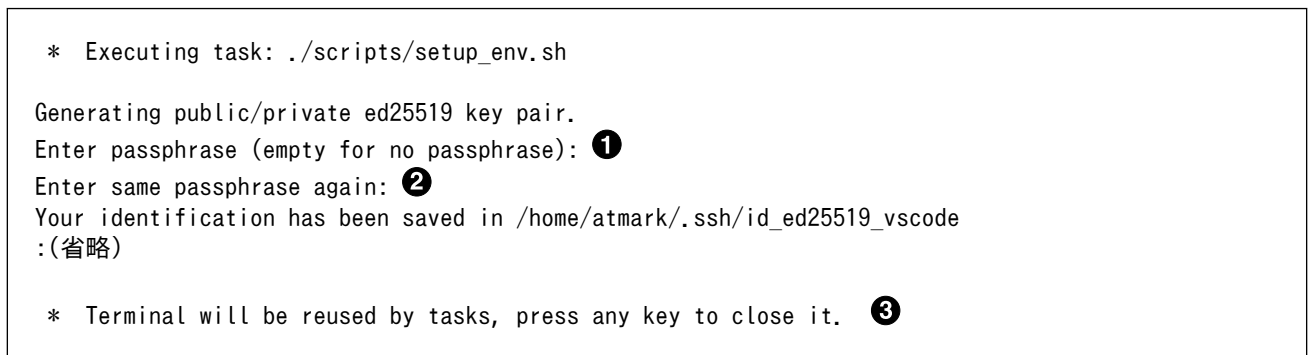 * Executing task: ./scripts/setup_env.sh
Generating public/private ed25519 key pair.
Enter passphrase (empty for no passphrase): ❶
Enter same passphrase again: ❷
Your identification has been saved in /home/atmark/.ssh/id_ed25519_vscode
:(省略)
* Terminal will be reused by tasks, press any key to close it. ❸